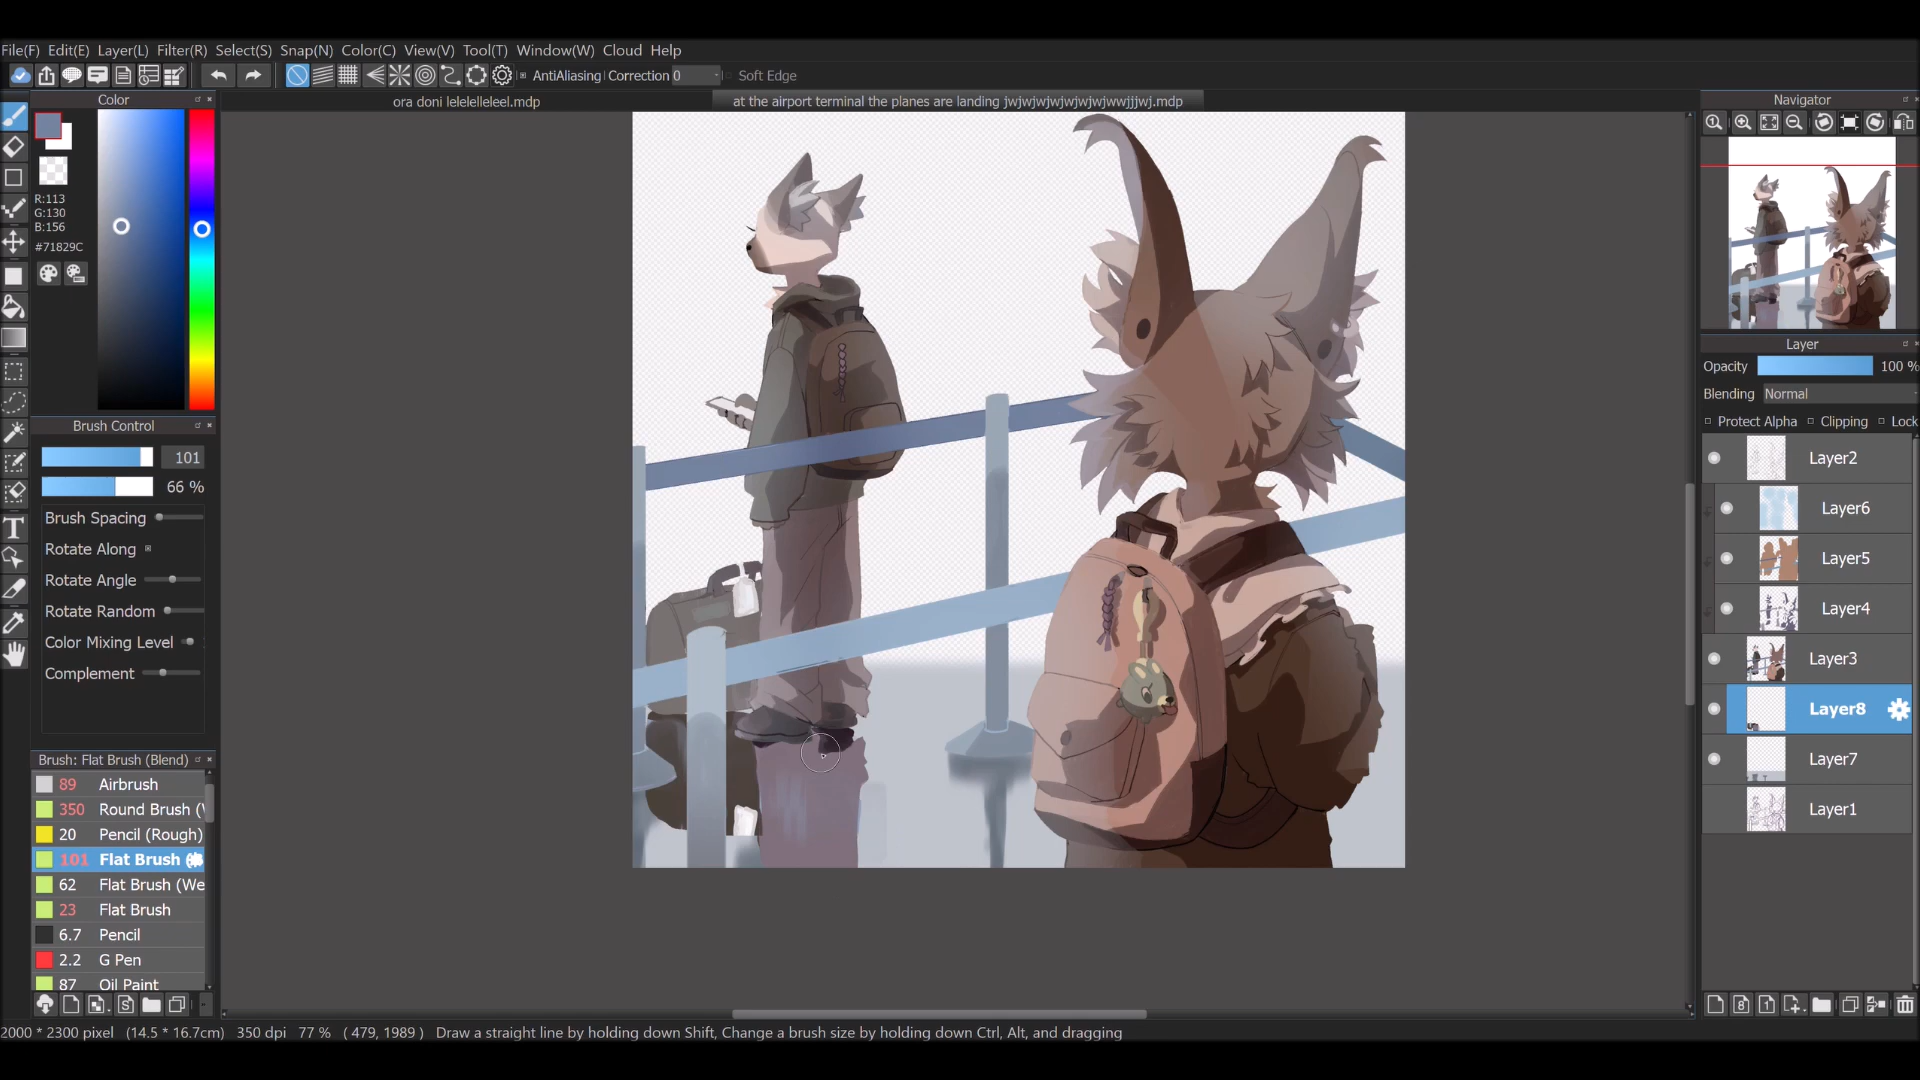 File(F) Edit(E) Layer(L) Filter(R) Select(S) Snap(N) Color(C) View(V) Tool(T) Window(W) Cloud Help
AntiAliasing Correction 0 Soft Edge
Color
ora doni lelelelleleel.mdp
at the airport terminal the planes are landing jwjwjwjwjwjwjwjwwjjjwj.mdp
Navigator
R:113
G:130
B:156
#71829C
Brush Control
101
66 %
Brush Spacing
Rotate Along
Rotate Angle
Rotate Random
Color Mixing Level
Complement
Brush: Flat Brush (Blend)
89 Airbrush
350 Round Brush (
20 Pencil (Rough)
101 Flat Brush (
62 Flat Brush (We
23 Flat Brush
6.7 Pencil
2.2 G Pen
87 Oil Paint
Layer
Opacity 100 %
Blending Normal
Protect Alpha Clipping Lock
Layer2
Layer6
Layer5
Layer4
Layer3
Layer8
Layer7
Layer1
2000 * 2300 pixel (14.5 * 16.7cm) 350 dpi 77 % ( 479, 1989 ) Draw a straight line by holding down Shift, Change a brush size by holding down Ctrl, Alt, and dragging